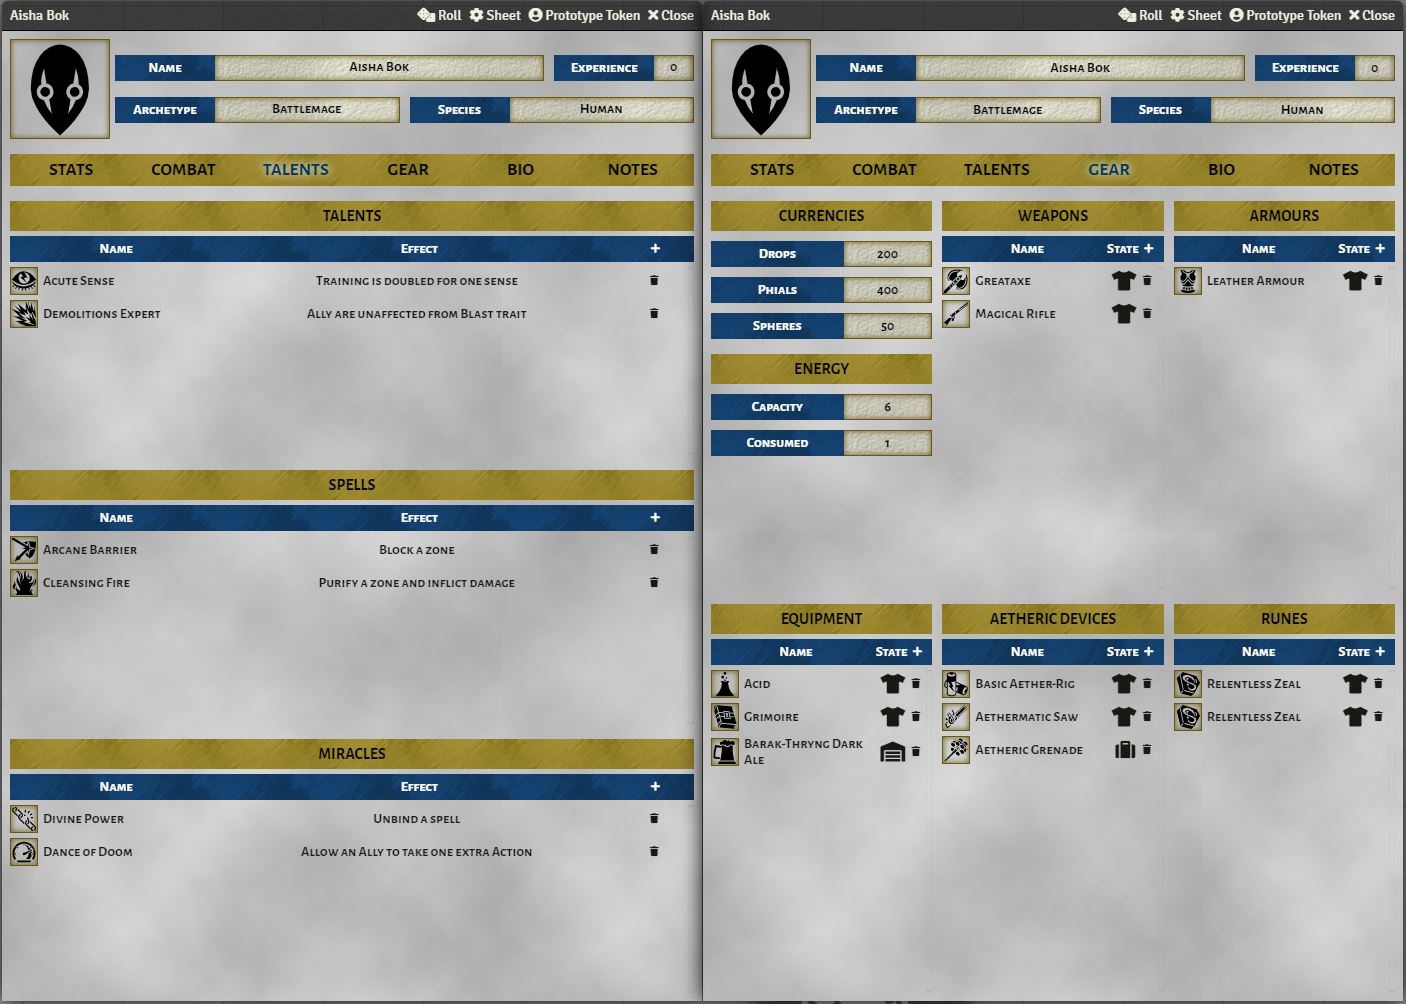 Aisha Bok
Roll Sheet Prototype Token Close
Name Aisha Bok Experience 0
Archetype Battlemage Species Human
STATS COMBAT TALENTS GEAR BIO NOTES
TALENTS
Name Effect +
Acute Sense Training is doubled for one sense
Demolitions Expert Ally are unaffected from Blast trait
SPELLS
Name Effect +
Arcane Barrier Block a zone
Cleansing Fire Purify a zone and inflict damage
MIRACLES
Name Effect +
Divine Power Unbind a spell
Dance of Doom Allow an Ally to take one extra Action
Aisha Bok
Roll Sheet Prototype Token Close
Name Aisha Bok Experience 0
Archetype Battlemage Species Human
STATS COMBAT TALENTS GEAR BIO NOTES
CURRENCIES
Drops 200
Phials 400
Spheres 50
ENERGY
Capacity 6
Consumed 1
WEAPONS
Name State +
Greataxe
Magical Rifle
ARMOURS
Name State +
Leather Armour
EQUIPMENT
Name State +
Acid
Grimoire
Barak-Thryng Dark
Ale
AETHERIC DEVICES
Name State +
Basic Aether-Rig
Aethermatic Saw
Aetheric Grenade
RUNES
Name State +
Relentless Zeal
Relentless Zeal